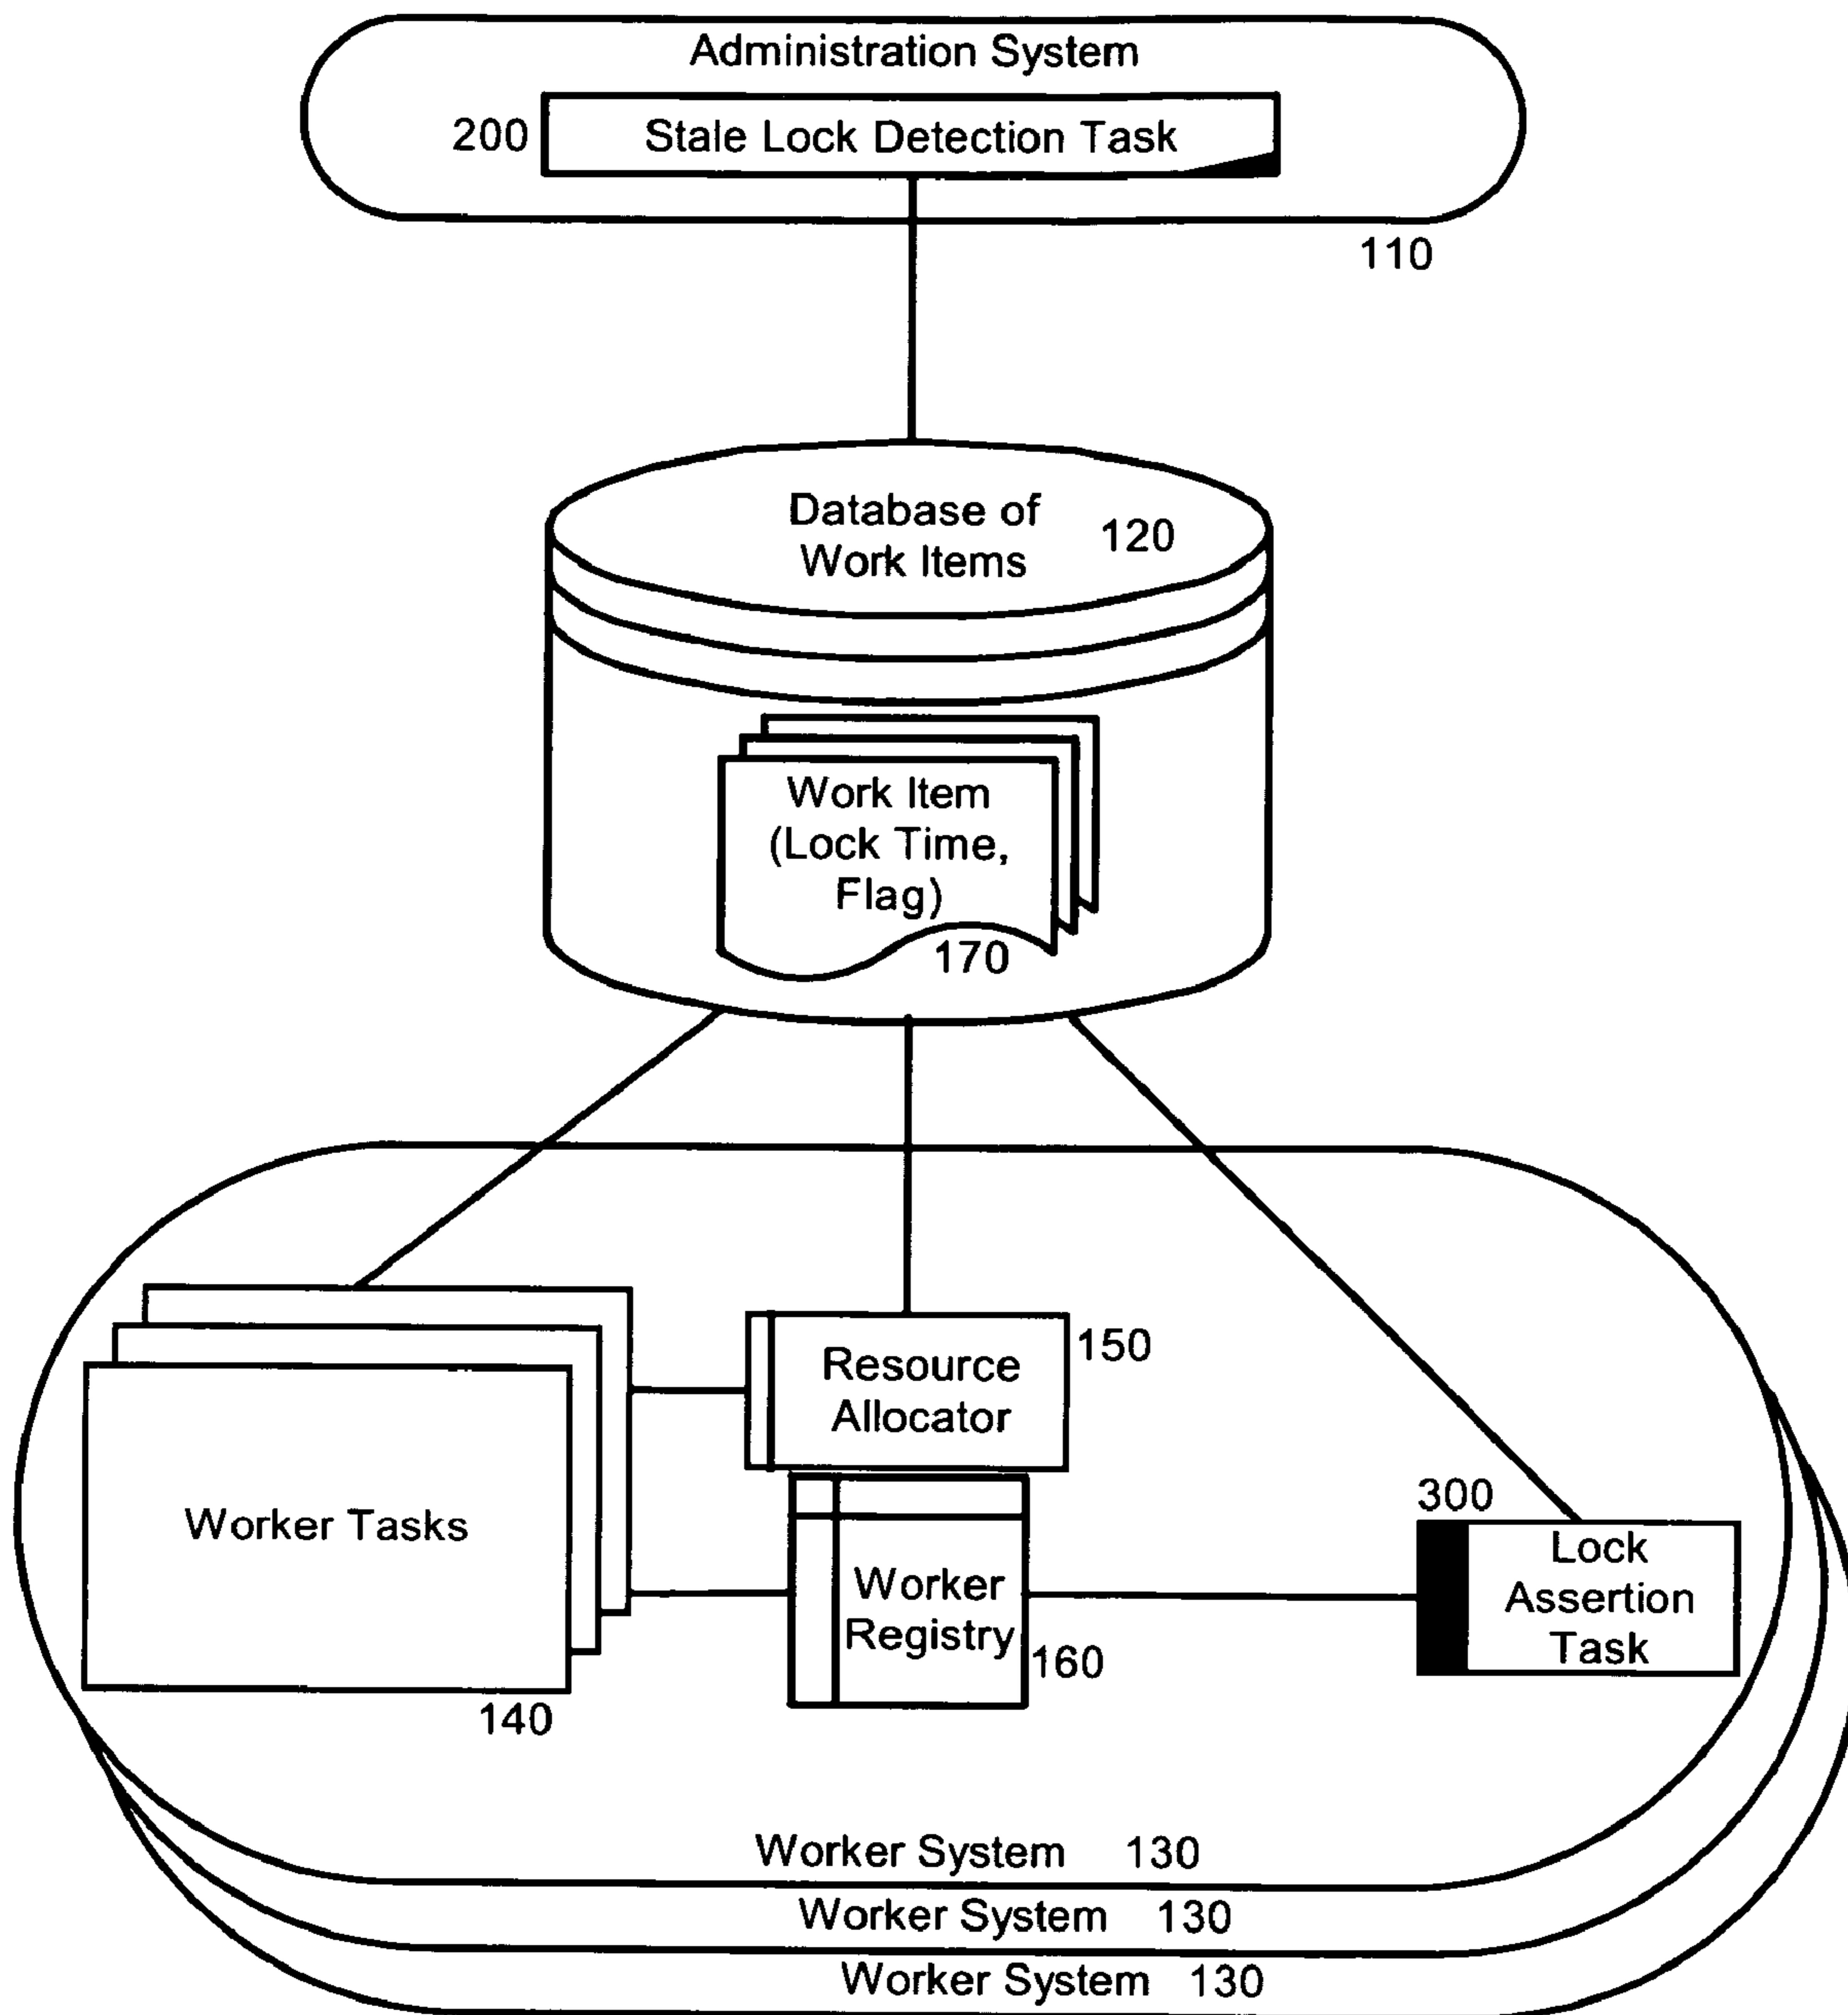 Administration System
200
Stale Lock Detection Task
110
Database of
Work Items
120
Work Item
(Lock Time,
Flag)
170
Resource
Allocator
150
Worker Tasks
140
Worker
Registry
160
300
Lock
Assertion
Task
Worker System 130
Worker System 130
Worker System 130